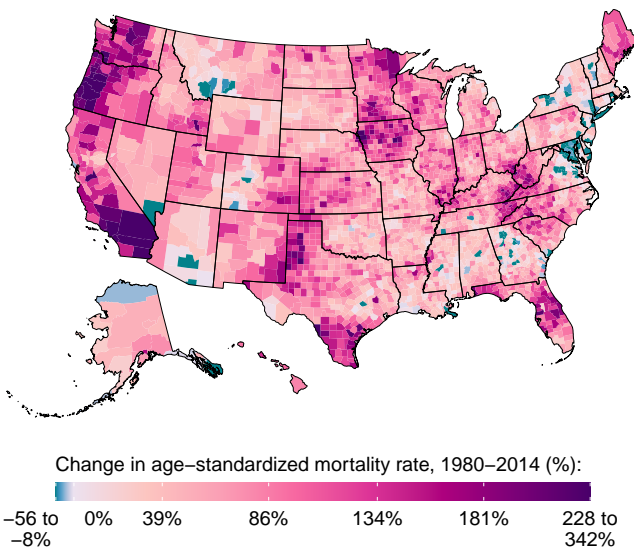 Change in age−standardized mortality rate, 1980−2014 (%):
−56 to 0% 39% 86% 134% 181% 228 to
−8% 342%